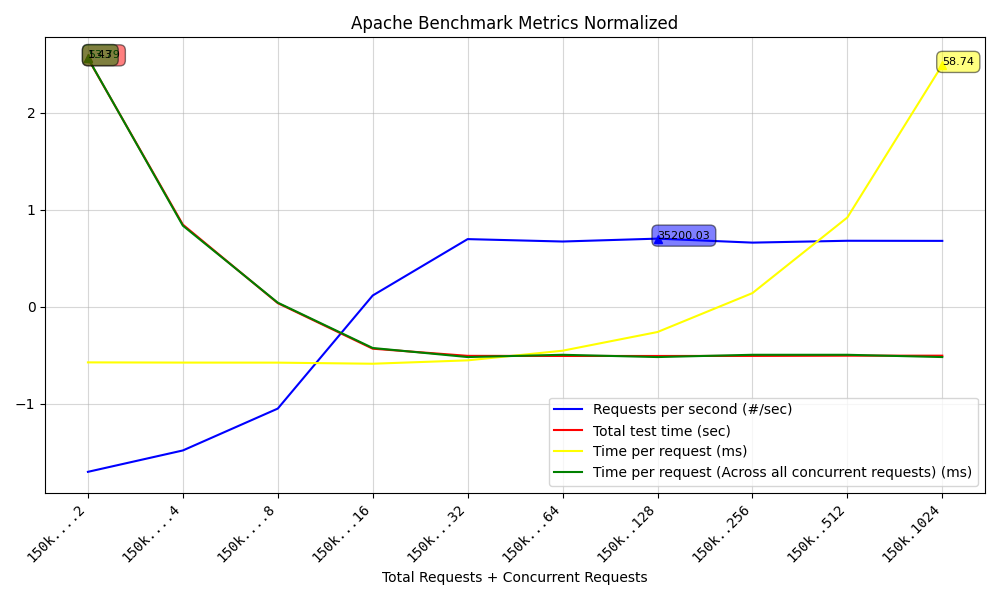 Apache Benchmark Metrics Normalized
58.74
2
1
35200.03
0
−1
Requests per second (#/sec)
Total test time (sec)
Time per request (ms)
Time per request (Across all concurrent requests) (ms)
150k....2
150k....4
150k....8
150k...16
150k...32
150k...64
150k..128
150k..256
150k..512
150k.1024
Total Requests + Concurrent Requests